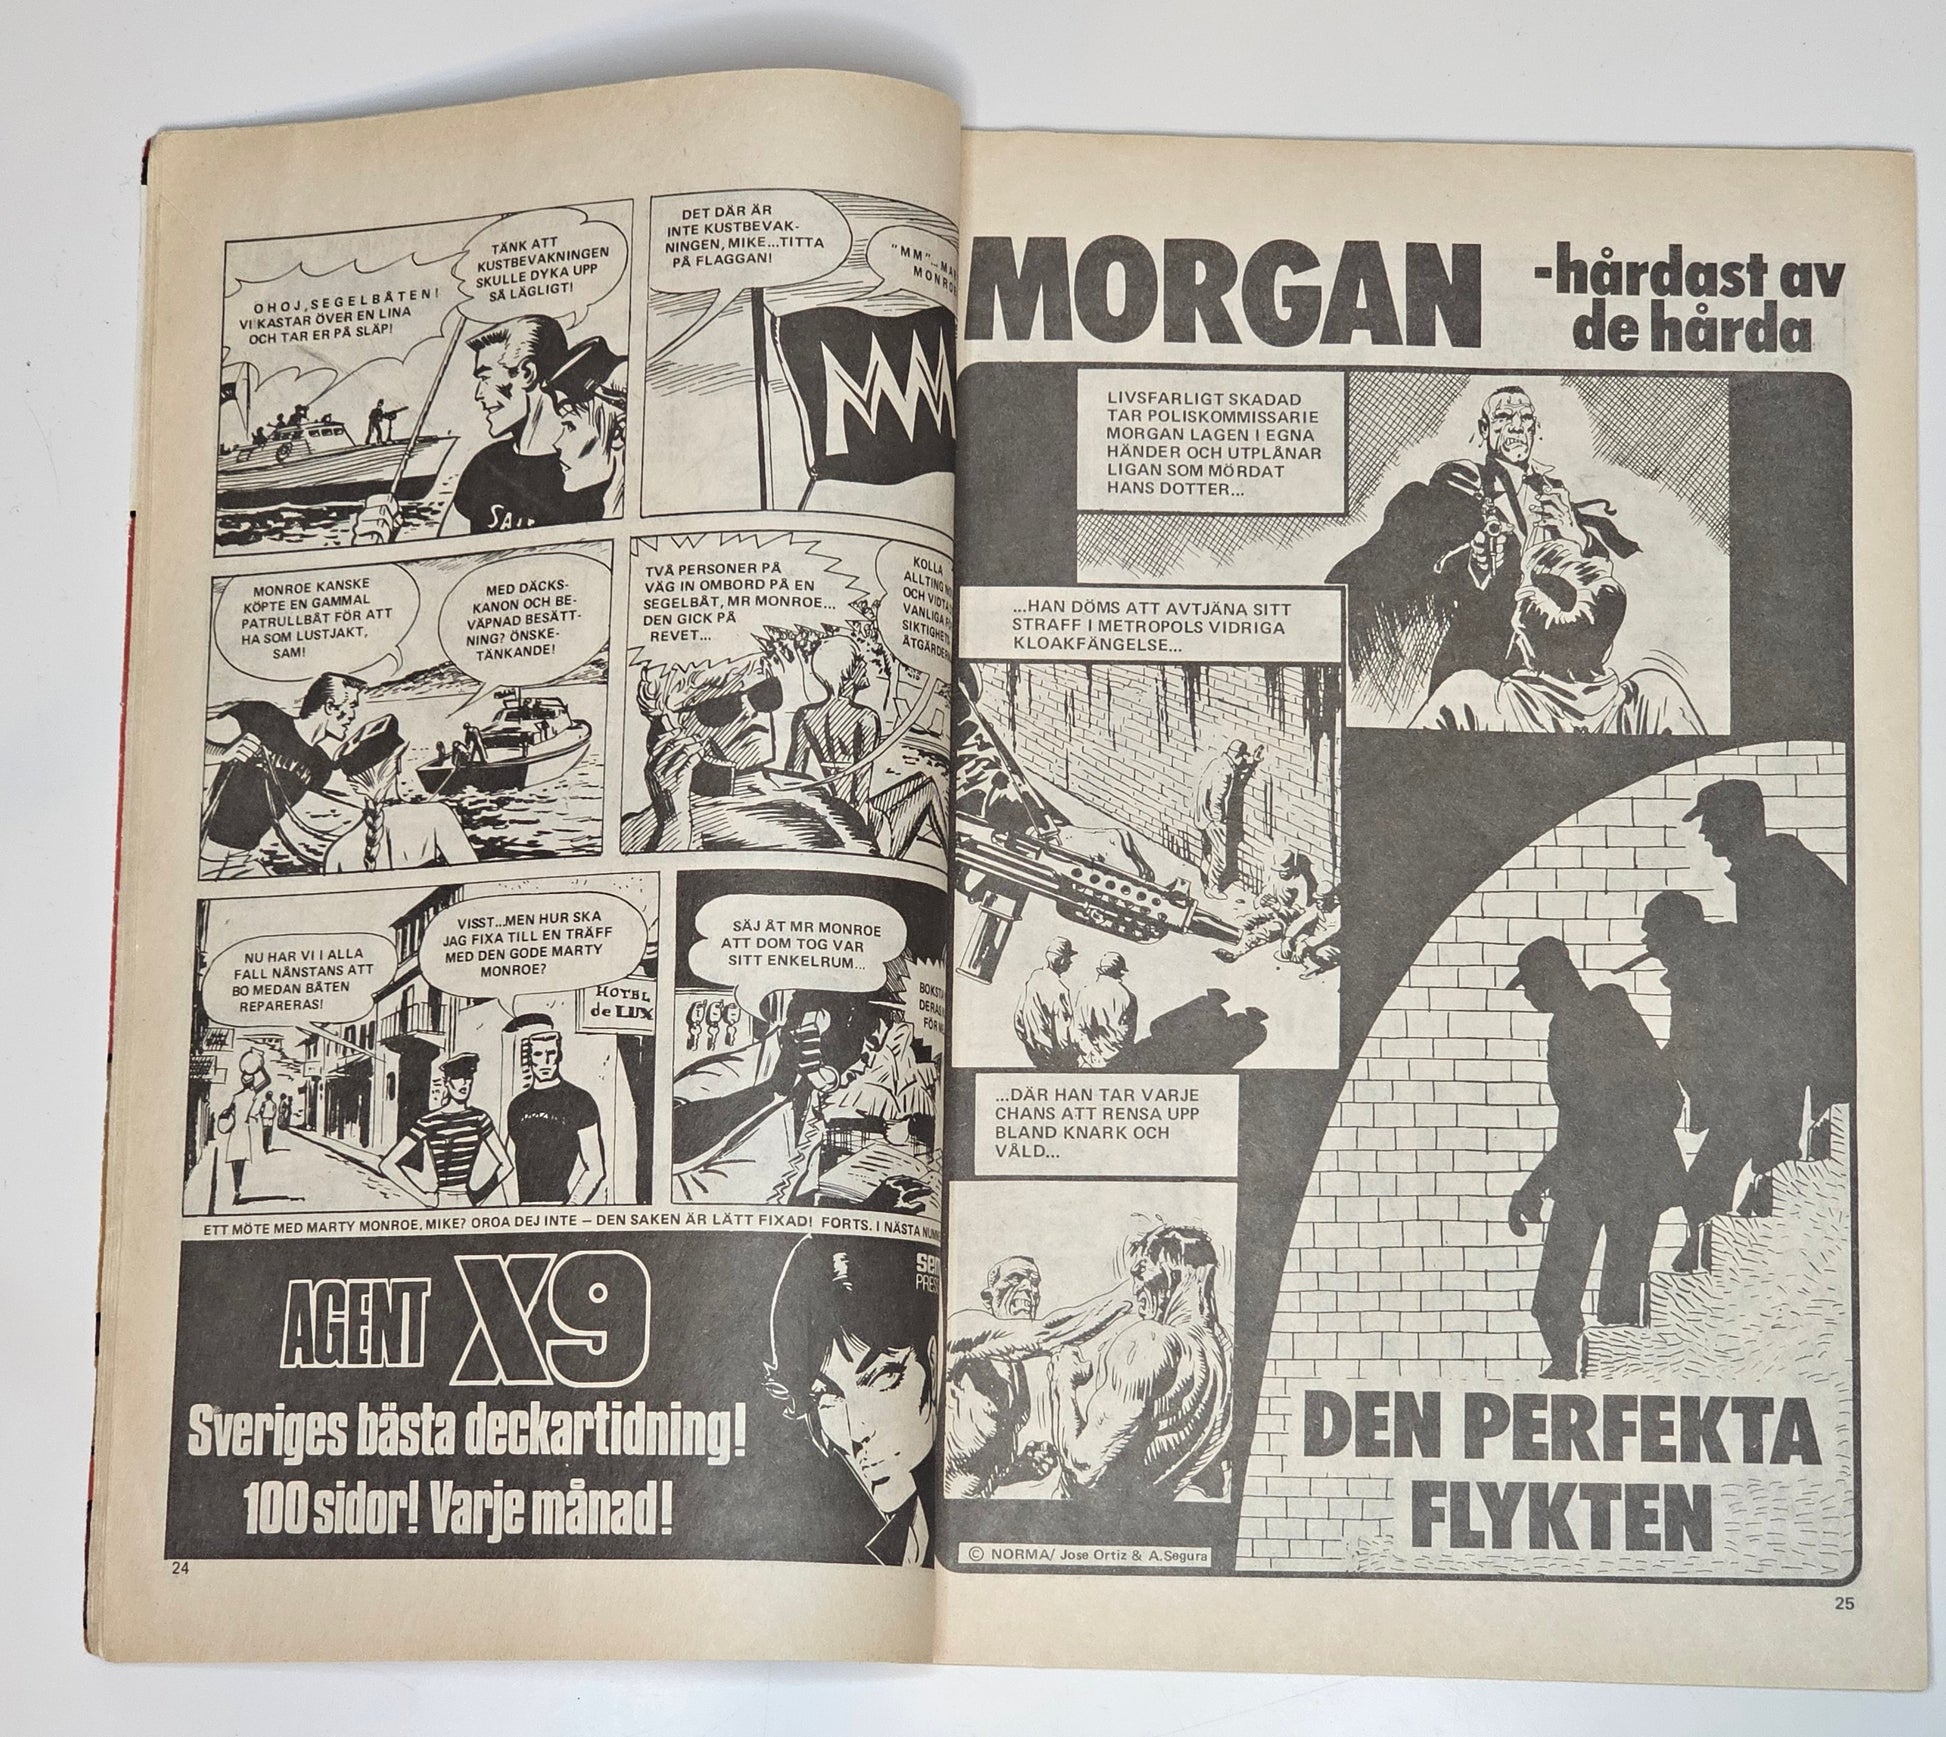 OHOJ, SEGELBÅTEN!
VI KASTAR ÖVER EN LINA
OCH TAR ER PÅ SLÄP!
TÄNK ATT
KUSTBEVAKNINGEN
SKULLE DYKA UPP
SÅ LÄGLIGT!
DET DÄR ÄR
INTE KUSTBEVAK-
NINGEN, MIKE...TITTA
PÅ FLAGGAN!
"MM"...
MM
MONROE KANSKE
KÖPTE EN GAMMAL
PATRULLBÅT FÖR ATT
HA SOM LUSTJAKT,
SAM!
MED DÄCKS-
KANON OCH BE-
VÄPNAD BESÄTT-
NING? ÖNSKE-
TÄNKANDE!
TVÅ PERSONER PÅ
VÄG IN OMBORD PÅ EN
SEGELBÅT, MR MONROE...
DEN GICK PÅ
REVET...
KOLLA
ALLTING
OCH VIDTA
VANLIGA
NU HAR VI I ALLA
FALL NÅNSTANS ATT
BO MEDAN BÅTEN
REPARERAS!
VISST...MEN HUR SKA
JAG FIXA TILL EN TRÄFF
MED DEN GODE MARTY
MONROE?
HOTEL
de LUX
SÄJ ÅT MR MONROE
ATT DOM TOG VAR
SITT ENKELRUM...
ETT MÖTE MED MARTY MONROE, MIKE? OROA DEJ INTE – DEN SAKEN ÄR LÄTT FIXAD! FORTS. I NÄSTA
AGENT X9
Sveriges bästa deckartidning!
100 sidor! Varje månad!
24
MORGAN
-hårdast av
de hårda
LIVSFARLIGT SKADAD
TAR POLISKOMMISSARIE
MORGAN LAGEN I EGNA
HÄNDER OCH UTPLÅNAR
LIGAN SOM MÖRDAT
HANS DOTTER...
...HAN DÖMS ATT AVTJÄNA SITT
STRAFF I METROPOLS VIDRIGA
KLOAKFÄNGELSE...
...DÄR HAN TAR VARJE
CHANS ATT RENSA UPP
BLAND KNARK OCH
VÅLD...
DEN PERFEKTA
FLYKTEN
© NORMA/ Jose Ortiz & A.Segura
25